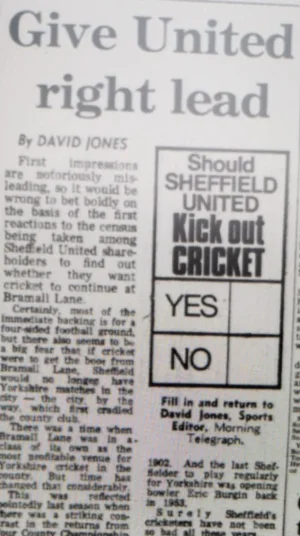 Give United
right lead
By DAVID JONES
First impressions
are notoriously mis-
leading, so it would be
wrong to bet boldly on
the basis of the first
reactions to the census
being taken among
Sheffield United share-
holders to find out
whether they want
cricket to continue at
Bramall Lane.
Certainly, most of the
immediate backing is for a
four-sided football ground,
but there also seems to be
a big fear that if cricket
were to get the boot from
Bramall Lane, Sheffield
would no longer have
Yorkshire matches in the
city — the city, by the
way, which first cradled
the county club.
There was a time when
Bramall Lane was in a
class of its own as the
most profitable venue for
Yorkshire cricket in the
county. But time has
changed that considerably.
This was reflected
pointedly last season when
there was a striking con-
trast in the returns from
four County Championship
Should
SHEFFIELD
UNITED
Kick out
CRICKET
YES
NO
Fill in and return to
David Jones, Sports
Editor, Morning
Telegraph.
1902. And the last Shef-
fielder to play regularly
for Yorkshire was opening
bowler Eric Burgin back
in 1953.
Surely Sheffield's
cricketers have not been
so bad all these years